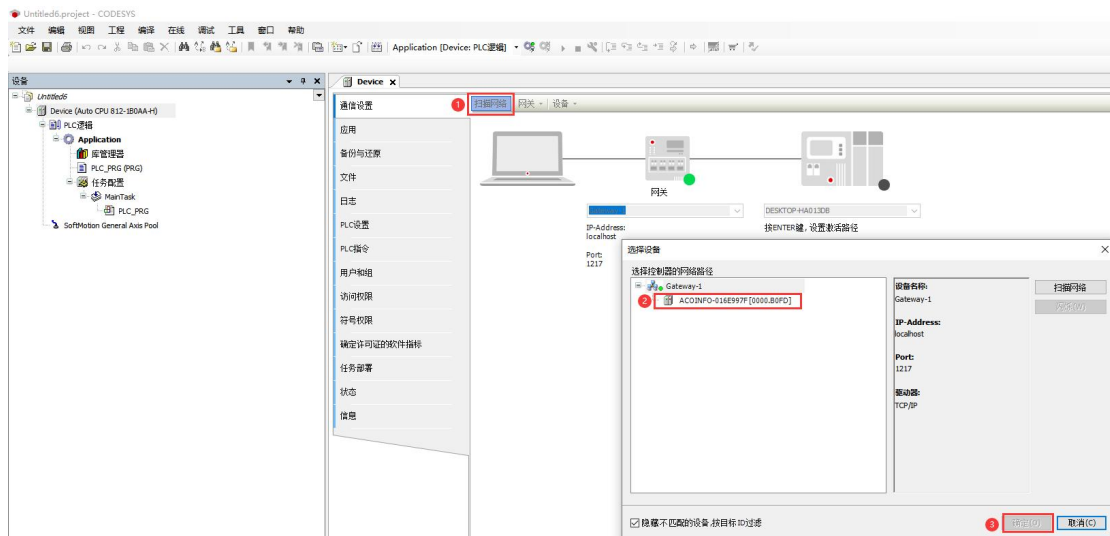 Untitled6.project - CODESYS
文件 编辑 视图 工程 编译 在线 调试 工具 窗口 帮助
Application [Device: PLC逻辑]
设备
Untitled6
Device (Auto CPU 812-1B0AA-H)
PLC逻辑
Application
库管理器
PLC_PRG (PRG)
任务配置
MainTask
PLC_PRG
SoftMotion General Axis Pool
Device
通信设置
应用
备份与还原
文件
日志
PLC设置
PLC指令
用户和组
访问权限
符号权限
确定许可证的软件指标
任务部署
状态
信息
1 扫描网络 网关 设备
网关
DESKTOP-HA013DB
IP-Address:
localhost
按ENTER键，设置激活路径
Port:
1217
选择设备
选择控制器的网络路径
Gateway-1
2 ACOINFO-016E997F [0000.B0FD]
设备名称:
Gateway-1
IP-Address:
localhost
Port:
1217
驱动器:
TCP/IP
扫描网络
隐藏不匹配的设备,按目标ID过滤
3 确定(O) 取消(C)